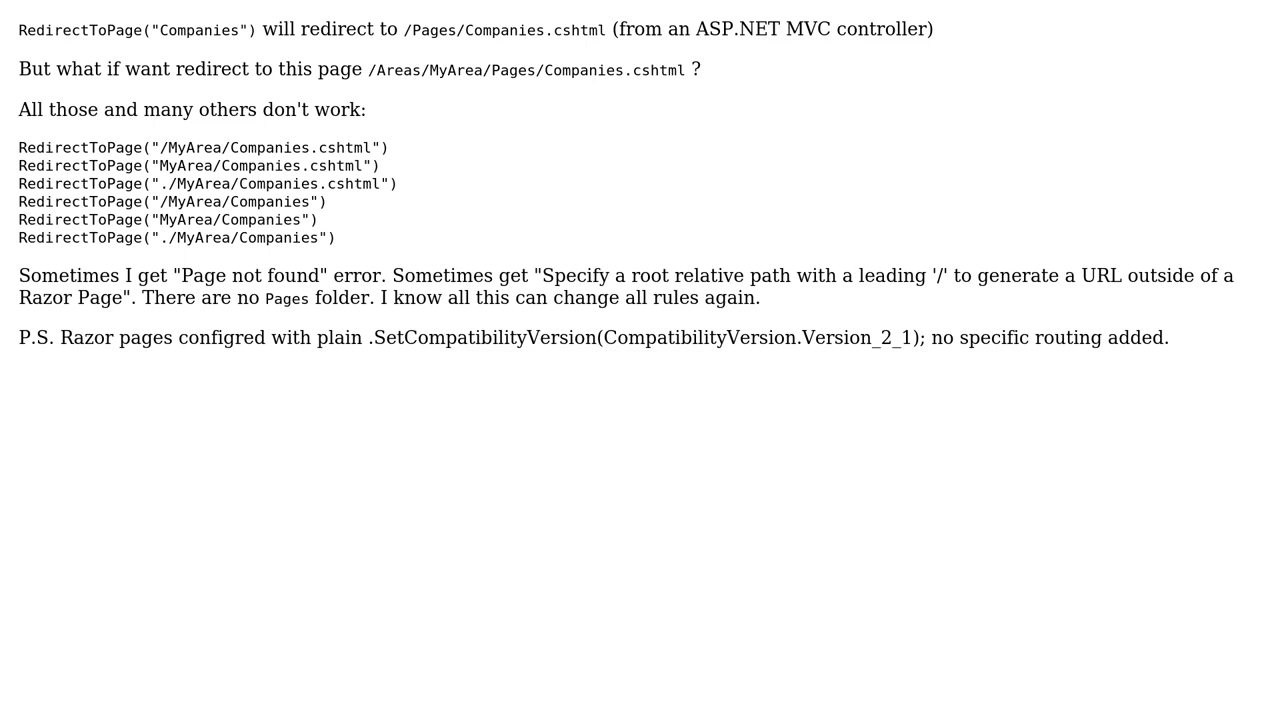 RedirectToPage("Companies") will redirect to /Pages/Companies.cshtml (from an ASP.NET MVC controller)
But what if want redirect to this page /Areas/MyArea/Pages/Companies.cshtml ?
All those and many others don't work:
RedirectToPage("/MyArea/Companies.cshtml")
RedirectToPage("MyArea/Companies.cshtml")
RedirectToPage("./MyArea/Companies.cshtml")
RedirectToPage("/MyArea/Companies")
RedirectToPage("MyArea/Companies")
RedirectToPage("./MyArea/Companies")
Sometimes I get "Page not found" error. Sometimes get "Specify a root relative path with a leading '/' to generate a URL outside of a
Razor Page". There are no Pages folder. I know all this can change all rules again.
P.S. Razor pages configred with plain .SetCompatibilityVersion(CompatibilityVersion.Version_2_1); no specific routing added.